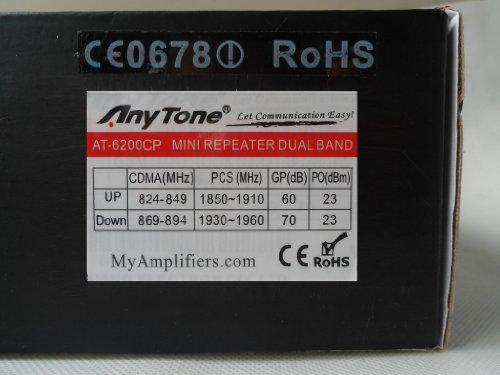 CE0678 RoHS
AnyTone® Let Communication Easy!
AT-6200CP MINI REPEATER DUAL BAND
CDMA(MHz) PCS (MHz) GP(dB) PO(dBm)
UP 824-849 1850~1910 60 23
Down 869-894 1930~1960 70 23
MyAmplifiers.com CE RoHS